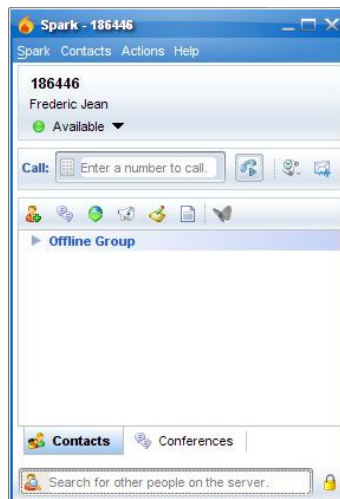 Spark - 186446
Spark Contacts Actions Help
186446
Frederic Jean
Available
Call: Enter a number to call.
Offline Group
Contacts Conferences
Search for other people on the server.